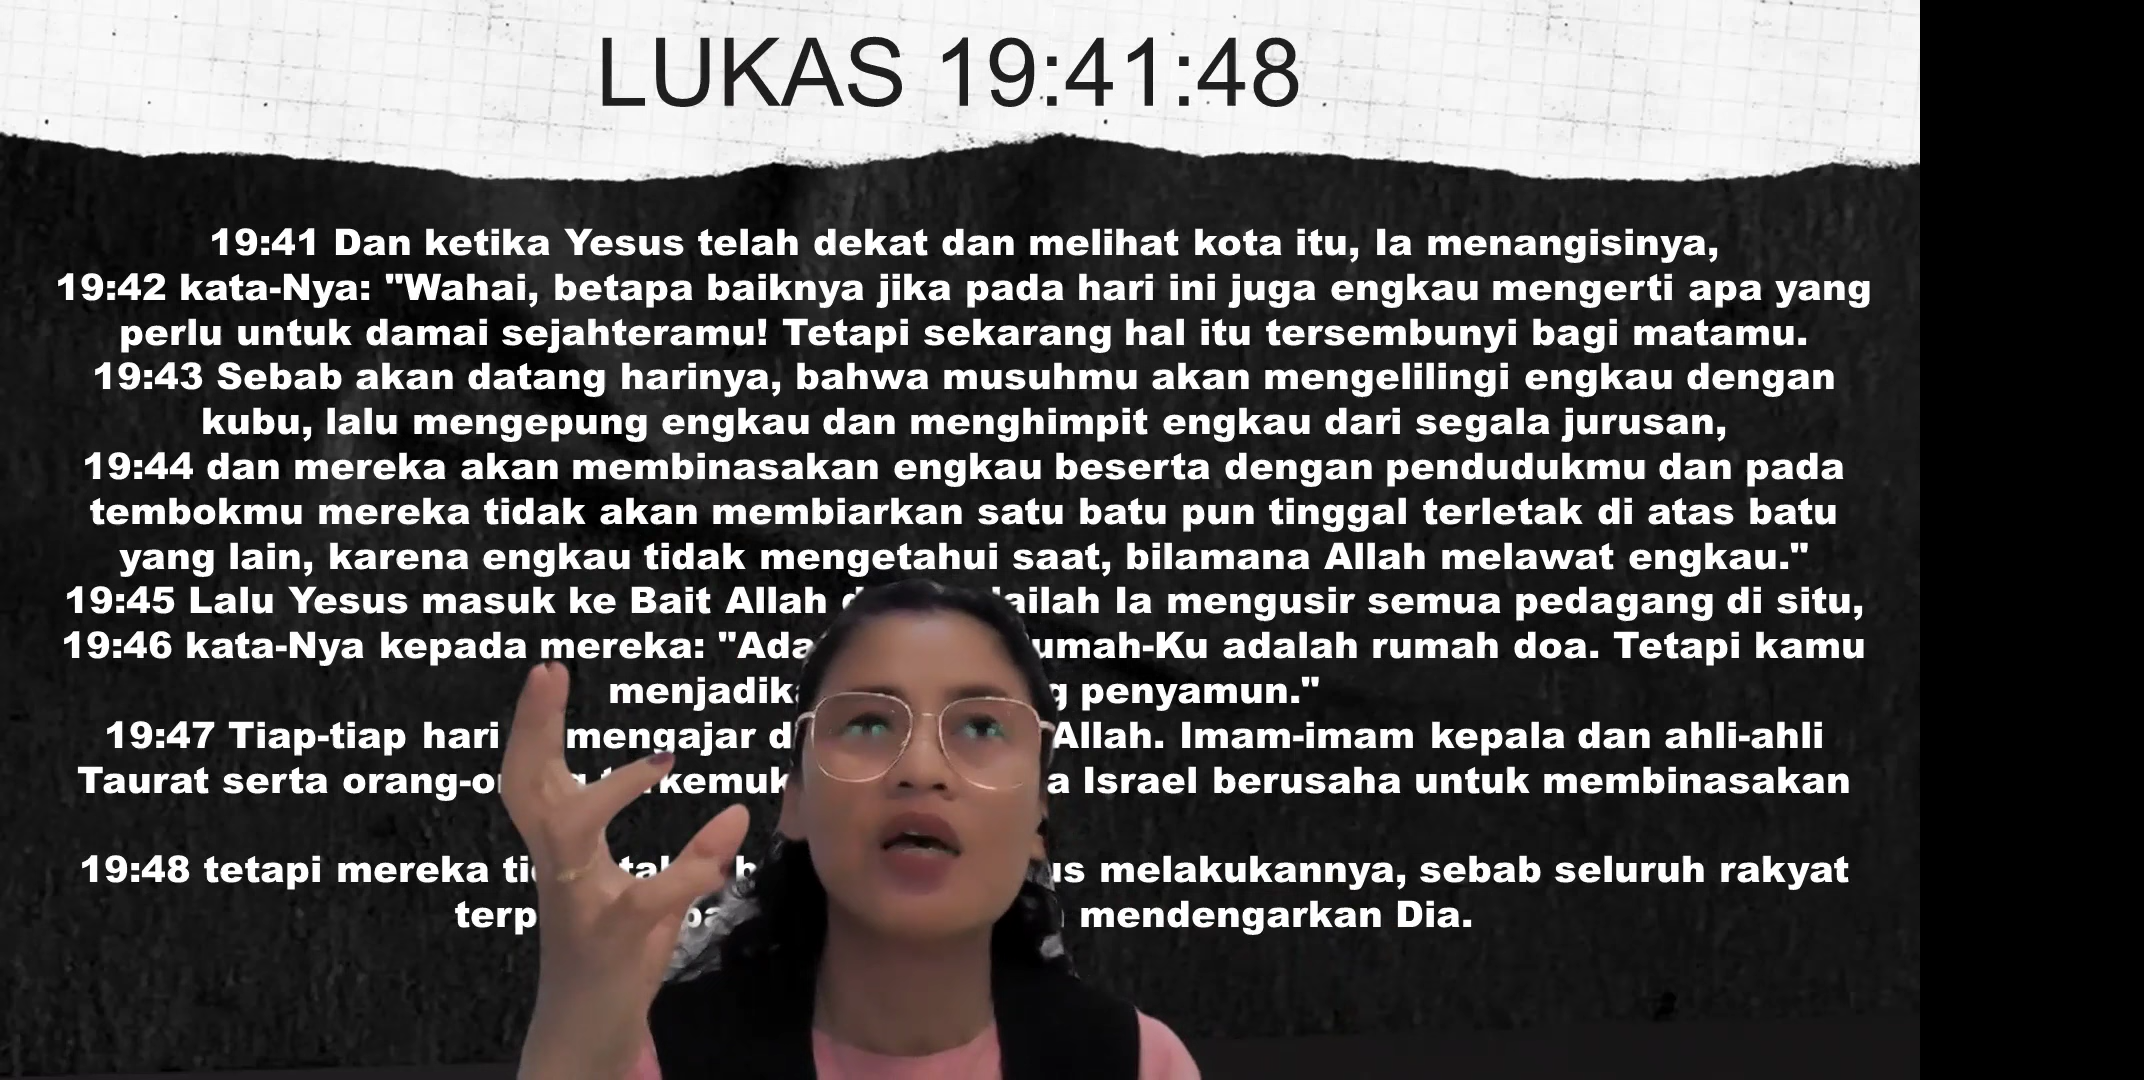 LUKAS 19:41:48
19:41 Dan ketika Yesus telah dekat dan melihat kota itu, Ia menangisinya,
19:42 kata-Nya: "Wahai, betapa baiknya jika pada hari ini juga engkau mengerti apa yang
perlu untuk damai sejahteramu! Tetapi sekarang hal itu tersembunyi bagi matamu.
19:43 Sebab akan datang harinya, bahwa musuhmu akan mengelilingi engkau dengan
kubu, lalu mengepung engkau dan menghimpit engkau dari segala jurusan,
19:44 dan mereka akan membinasakan engkau beserta dengan pendudukmu dan pada
tembokmu mereka tidak akan membiarkan satu batu pun tinggal terletak di atas batu
yang lain, karena engkau tidak mengetahui saat, bilamana Allah melawat engkau."
19:45 Lalu Yesus masuk ke Bait Allah Ia mengusir semua pedagang di situ,
19:46 kata-Nya kepada mereka: adalah rumah doa. Tetapi kamu
penyamun."
19:47 Tiap-tiap hari mengajar Allah. Imam-imam kepala dan ahli-ahli
Taurat serta Israel berusaha untuk membinasakan
19:48 tetapi mereka melakukannya, sebab seluruh rakyat
mendengarkan Dia.